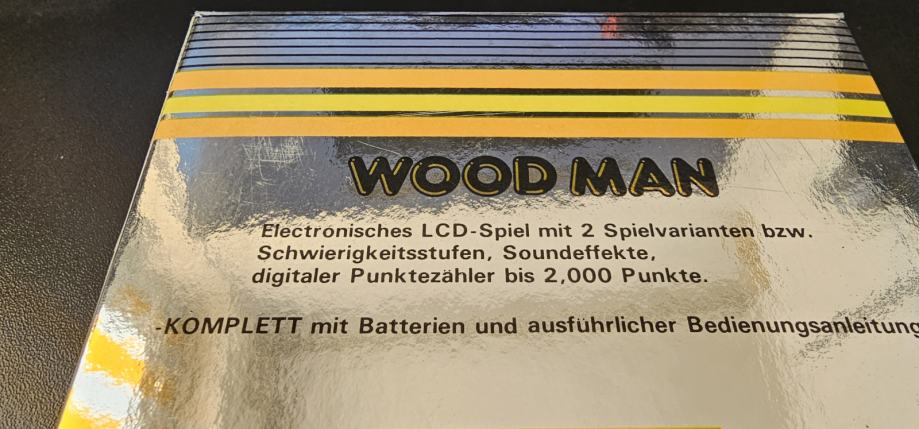 WOOD MAN
Electronisches LCD-Spiel mit 2 Spielvarianten bzw.
Schwierigkeitsstufen, Soundeffekte,
digitaler Punktezähler bis 2,000 Punkte.
-KOMPLETT mit Batterien und ausführlicher Bedienungsanleitung